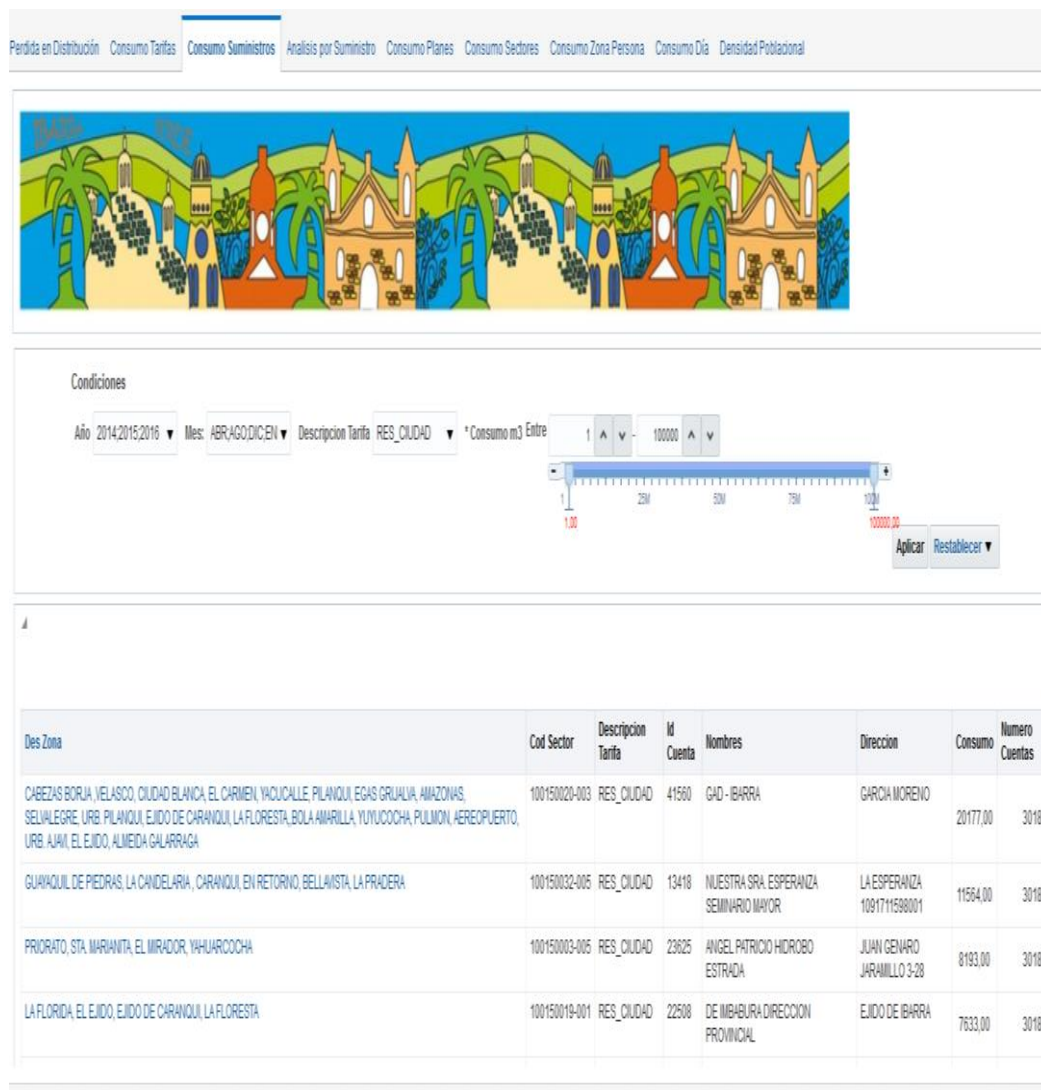 Perdida en Distribución Consumo Tarifas Consumo Suministros Analisis por Suministro Consumo Planes Consumo Sectores Consumo Zona Persona Consumo Día Densidad Poblacional
Condiciones
Año 2014;2015;2016 Mes: ABR;AGO;DIC;EN Descripcion Tarifa RES_CIUDAD * Consumo m3 Entre 1 - 100000
1 25M 50M 75M 100M
1,00 100000,00
Aplicar Restablecer
Des Zona Cod Sector Descripcion Tarifa Id Cuenta Nombres Direccion Consumo Numero Cuentas
CABEZAS BORJA ,VELASCO, CIUDAD BLANCA, EL CARMEN, YACUCALLE, PILANQUI, EGAS GRIJALVA, AMAZONAS, 100150020-003 RES_CIUDAD 41560 GAD - IBARRA GARCIA MORENO 20177,00 3018
SELVALEGRE, URB. PILANQUI, EJIDO DE CARANQUI, LA FLORESTA, BOLA AMARILLA, YUYUCOCHA, PULMON, AEREOPUERTO,
URB. AJAVI, EL EJIDO, ALMEIDA GALARRAGA
GUAYAQUIL DE PIEDRAS, LA CANDELARIA , CARANQUI, EN RETORNO, BELLAVISTA, LA PRADERA 100150032-005 RES_CIUDAD 13418 NUESTRA SRA. ESPERANZA LA ESPERANZA 11564,00 3018
SEMINARIO MAYOR 1091711598001
PRIORATO, STA. MARIANITA, EL MIRADOR, YAHUARCOCHA 100150003-005 RES_CIUDAD 23625 ANGEL PATRICIO HIDROBO JUAN GENARO 8193,00 3018
ESTRADA JARAMILLO 3-28
LA FLORIDA, EL EJIDO, EJIDO DE CARANQUI, LA FLORESTA 100150019-001 RES_CIUDAD 22508 DE IMBABURA DIRECCION EJIDO DE IBARRA 7633,00 3018
PROVINCIAL